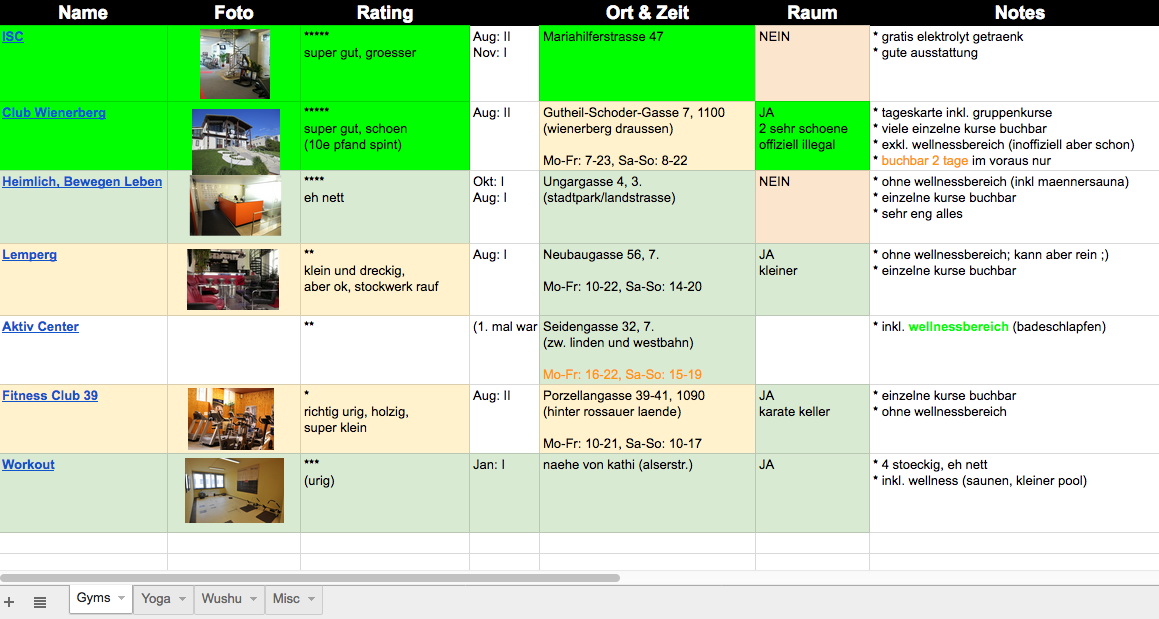 Name Foto Rating Ort & Zeit Raum Notes
ISC
*****
super gut, groesser
Aug: II
Nov: I
Mariahilferstrasse 47
NEIN
* gratis elektrolyt getraenk
* gute ausstattung
Club Wienerberg
*****
super gut, schoen
(10e pfand spint)
Aug: II
Gutheil-Schoder-Gasse 7, 1100
(wienerberg draussen)
Mo-Fr: 7-23, Sa-So: 8-22
JA
2 sehr schoene
offiziell illegal
* tageskarte inkl. gruppenkurse
* viele einzelne kurse buchbar
* exkl. wellnessbereich (inoffiziell aber schon)
* buchbar 2 tage im voraus nur
Heimlich, Bewegen Leben
****
eh nett
Okt: I
Aug: I
Ungargasse 4, 3.
(stadtpark/landstrasse)
NEIN
* ohne wellnessbereich (inkl maennersauna)
* einzelne kurse buchbar
* sehr eng alles
Lemperg
**
klein und dreckig,
aber ok, stockwerk rauf
Aug: I
Neubaugasse 56, 7.
Mo-Fr: 10-22, Sa-So: 14-20
JA
kleiner
* ohne wellnessbereich; kann aber rein ;)
* einzelne kurse buchbar
Aktiv Center
**
(1. mal war
Seidengasse 32, 7.
(zw. linden und westbahn)
Mo-Fr: 16-22, Sa-So: 15-19
* inkl. wellnessbereich (badeschlapfen)
Fitness Club 39
*
richtig urig, holzig,
super klein
Aug: II
Porzellangasse 39-41, 1090
(hinter rossauer laende)
Mo-Fr: 10-21, Sa-So: 10-17
JA
karate keller
* einzelne kurse buchbar
* ohne wellnessbereich
Workout
***
(urig)
Jan: I
naehe von kathi (alserstr.)
JA
* 4 stoeckig, eh nett
* inkl. wellness (saunen, kleiner pool)
Gyms Yoga Wushu Misc